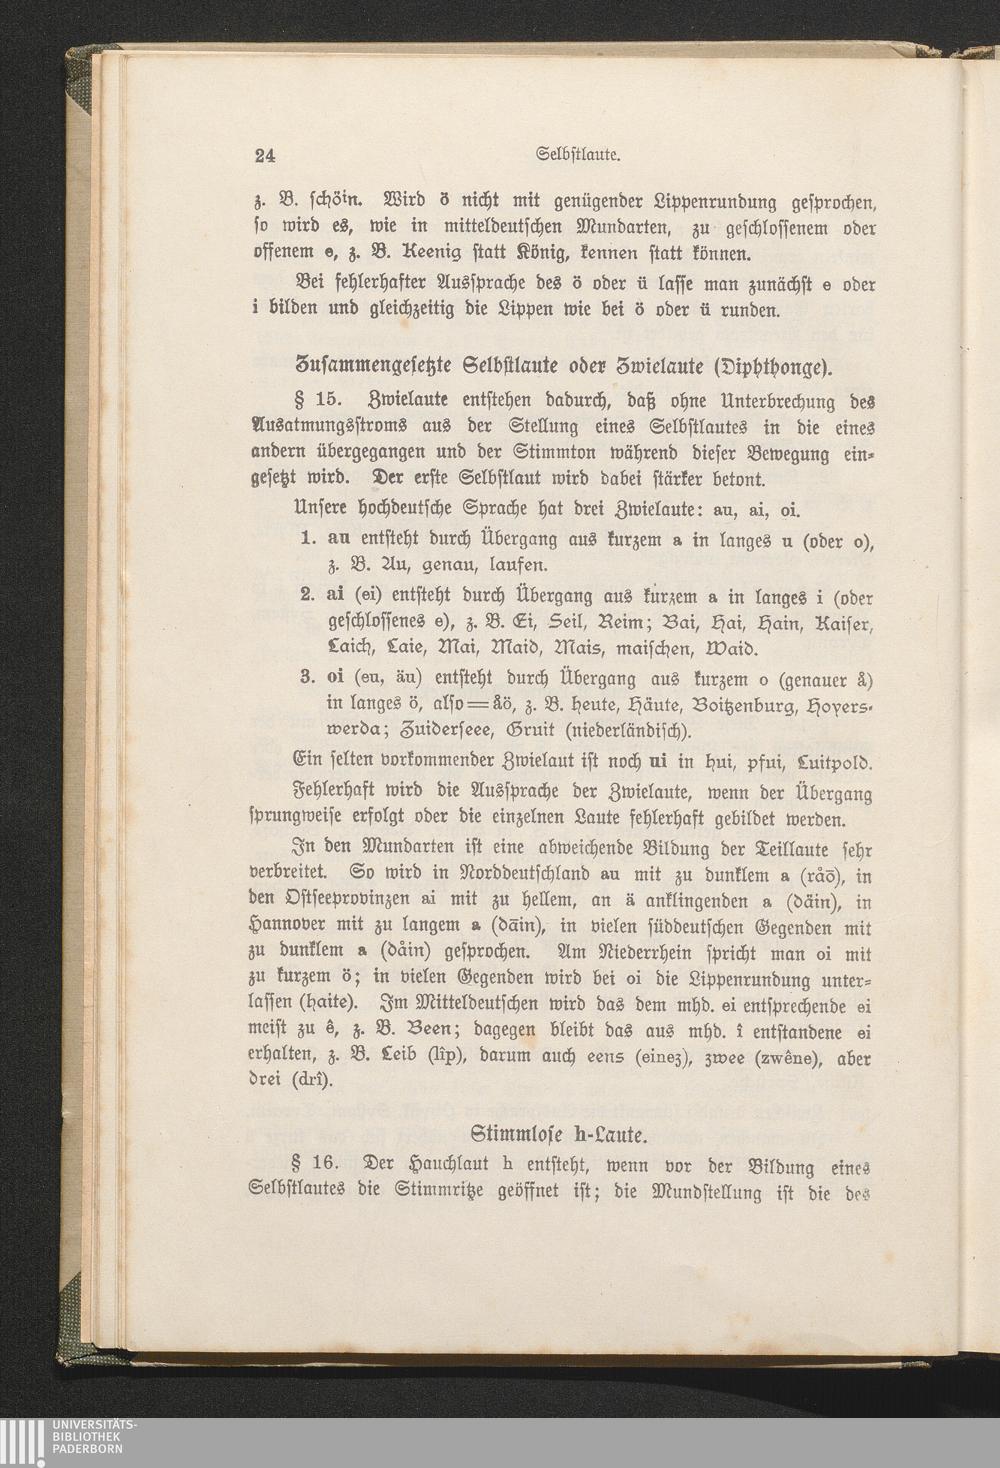 24 Selbstlaute.
z. B. schöin. Wird ö nicht mit genügender Lippenrundung gesprochen,
so wird es, wie in mitteldeutschen Mundarten, zu geschlossenem oder
offenem e, z. B. Keenig statt König, kennen statt können.
Bei fehlerhafter Aussprache des ö oder ü lasse man zunächst e oder
i bilden und gleichzeitig die Lippen wie bei ö oder ü runden.
Zusammengesetzte Selbstlaute oder Zwielaute (Diphthonge).
§ 15. Zwielaute entstehen dadurch, daß ohne Unterbrechung des
Ausatmungsstroms aus der Stellung eines Selbstlautes in die eines
andern übergegangen und der Stimmton während dieser Bewegung ein-
gesetzt wird. Der erste Selbstlaut wird dabei stärker betont.
Unsere hochdeutsche Sprache hat drei Zwielaute: au, ai, oi.
1. au entsteht durch Übergang aus kurzem a in langes u (oder o),
z. B. Au, genau, laufen.
2. ai (ei) entsteht durch Übergang aus kurzem a in langes i (oder
geschlossenes e), z. B. Ei, Seil, Reim; Bai, Hai, Hain, Kaiser,
Laich, Laie, Mai, Maid, Mais, maischen, Waid.
3. oi (eu, äu) entsteht durch Übergang aus kurzem o (genauer å)
in langes ö, also = åö, z. B. heute, Häute, Boitzenburg, Hoyers-
werda; Zuiderseee, Gruit (niederländisch).
Ein selten vorkommender Zwielaut ist noch ui in hui, pfui, Luitpold.
Fehlerhaft wird die Aussprache der Zwielaute, wenn der Übergang
sprungweise erfolgt oder die einzelnen Laute fehlerhaft gebildet werden.
In den Mundarten ist eine abweichende Bildung der Teillaute sehr
verbreitet. So wird in Norddeutschland au mit zu dunklem a (råō), in
den Ostseeprovinzen ai mit zu hellem, an ä anklingenden a (däin), in
Hannover mit zu langem a (dāin), in vielen süddeutschen Gegenden mit
zu dunklem a (dåin) gesprochen. Am Niederrhein spricht man oi mit
zu kurzem ö; in vielen Gegenden wird bei oi die Lippenrundung unter-
lassen (haite). Im Mitteldeutschen wird das dem mhd. ei entsprechende ei
meist zu ê, z. B. Been; dagegen bleibt das aus mhd. î entstandene ei
erhalten, z. B. Leib (lîp), darum auch eens (einez), zwee (zwêne), aber
drei (drî).
Stimmlose h-Laute.
§ 16. Der Hauchlaut h entsteht, wenn vor der Bildung eines
Selbstlautes die Stimmritze geöffnet ist; die Mundstellung ist die des
UNIVERSITÄTS-
BIBLIOTHEK
PADERBORN